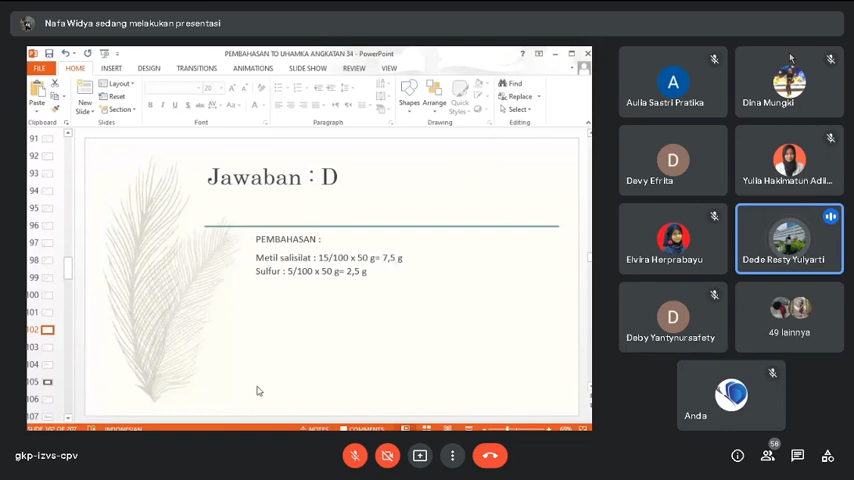 Nafa Widya sedang melakukan presentasi
PEMBAHASAN TO UHAMKA ANGKATAN 34 - PowerPoint
FILE HOME INSERT DESIGN TRANSITIONS ANIMATIONS SLIDE SHOW REVIEW VIEW
Paste
New
Slides
Layout
Reset
Section
Shapes
Arrange
Quick
Styles
Find
Replace
Select
Clipboard
Slides
Font
Paragraph
Drawing
Editing
91
92
93
94
95
96
97
98
99
100
101
102
103
104
105
106
107
Jawaban : D
PEMBAHASAN :
Metil salisilat : 15/100 x 50 g= 7,5 g
Sulfur : 5/100 x 50 g= 2,5 g
SLIDE 102 OF 207
INDONESIAN
NOTES
COMMENTS
69%
A
Aulia Sastri Pratika
Dina Mungki
D
Devy Efrita
Yulia Hakimatun Adil...
Elvira Herprabayu
Dede Resty Yulyarti
D
Deby Yantynursafety
49 lainnya
Anda
gkp-izvs-cpv
58